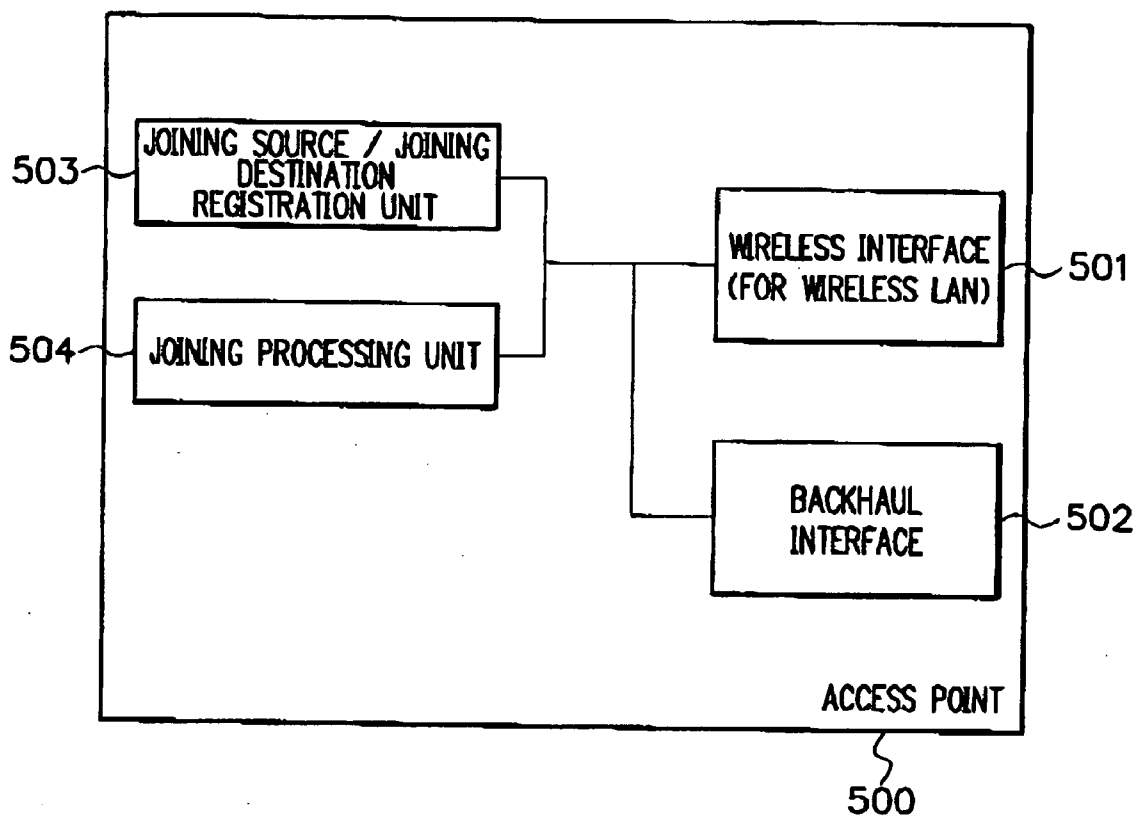 503
JOINING SOURCE / JOINING
DESTINATION
REGISTRATION UNIT
504
JOINING PROCESSING UNIT
WIRELESS INTERFACE
(FOR WIRELESS LAN)
501
BACKHAUL
INTERFACE
502
ACCESS POINT
500